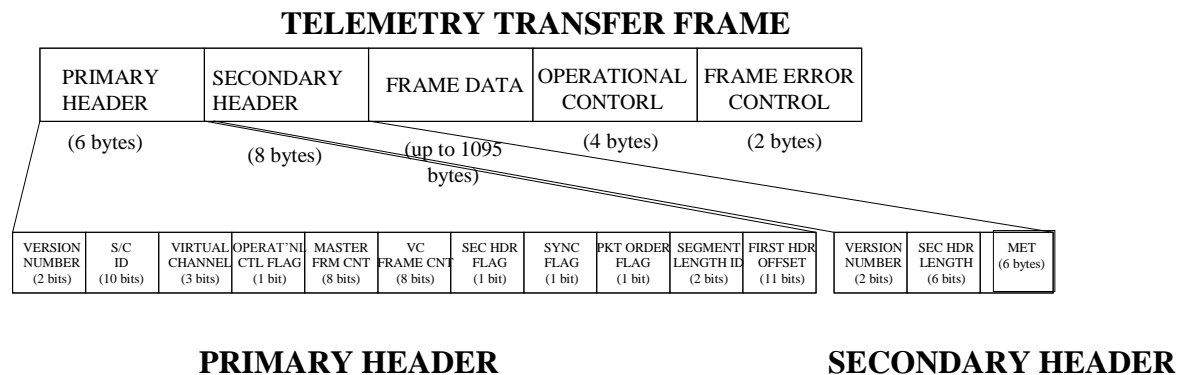 TELEMETRY TRANSFER FRAME
PRIMARY
HEADER
SECONDARY
HEADER
FRAME DATA
OPERATIONAL
CONTORL
FRAME ERROR
CONTROL
(6 bytes)
(8 bytes)
(up to 1095
bytes)
(4 bytes)
(2 bytes)
VERSION
NUMBER
(2 bits)
S/C
ID
(10 bits)
VIRTUAL
CHANNEL
(3 bits)
OPERAT'NL
CTL FLAG
(1 bit)
MASTER
FRM CNT
(8 bits)
VC
FRAME CNT
(8 bits)
SEC HDR
FLAG
(1 bit)
SYNC
FLAG
(1 bit)
PKT ORDER
FLAG
(1 bit)
SEGMENT
LENGTH ID
(2 bits)
FIRST HDR
OFFSET
(11 bits)
VERSION
NUMBER
(2 bits)
SEC HDR
LENGTH
(6 bits)
MET
(6 bytes)
PRIMARY HEADER
SECONDARY HEADER